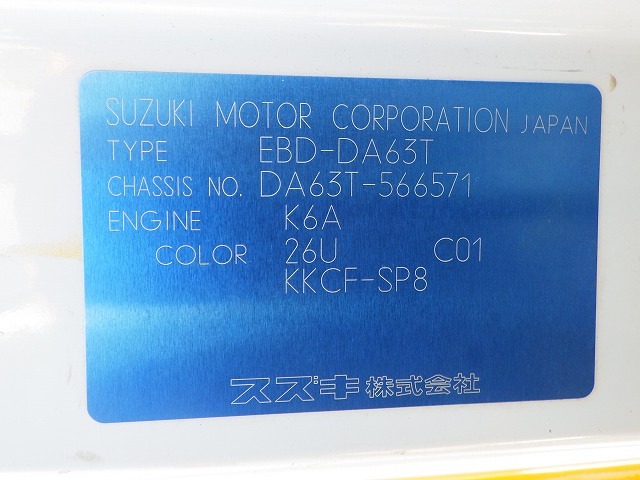 SUZUKI MOTOR CORPORATION JAPAN
TYPE EBD-DA63T
CHASSIS NO. DA63T-566571
ENGINE K6A
COLOR 26U C01
KKCF-SP8
スズキ株式会社